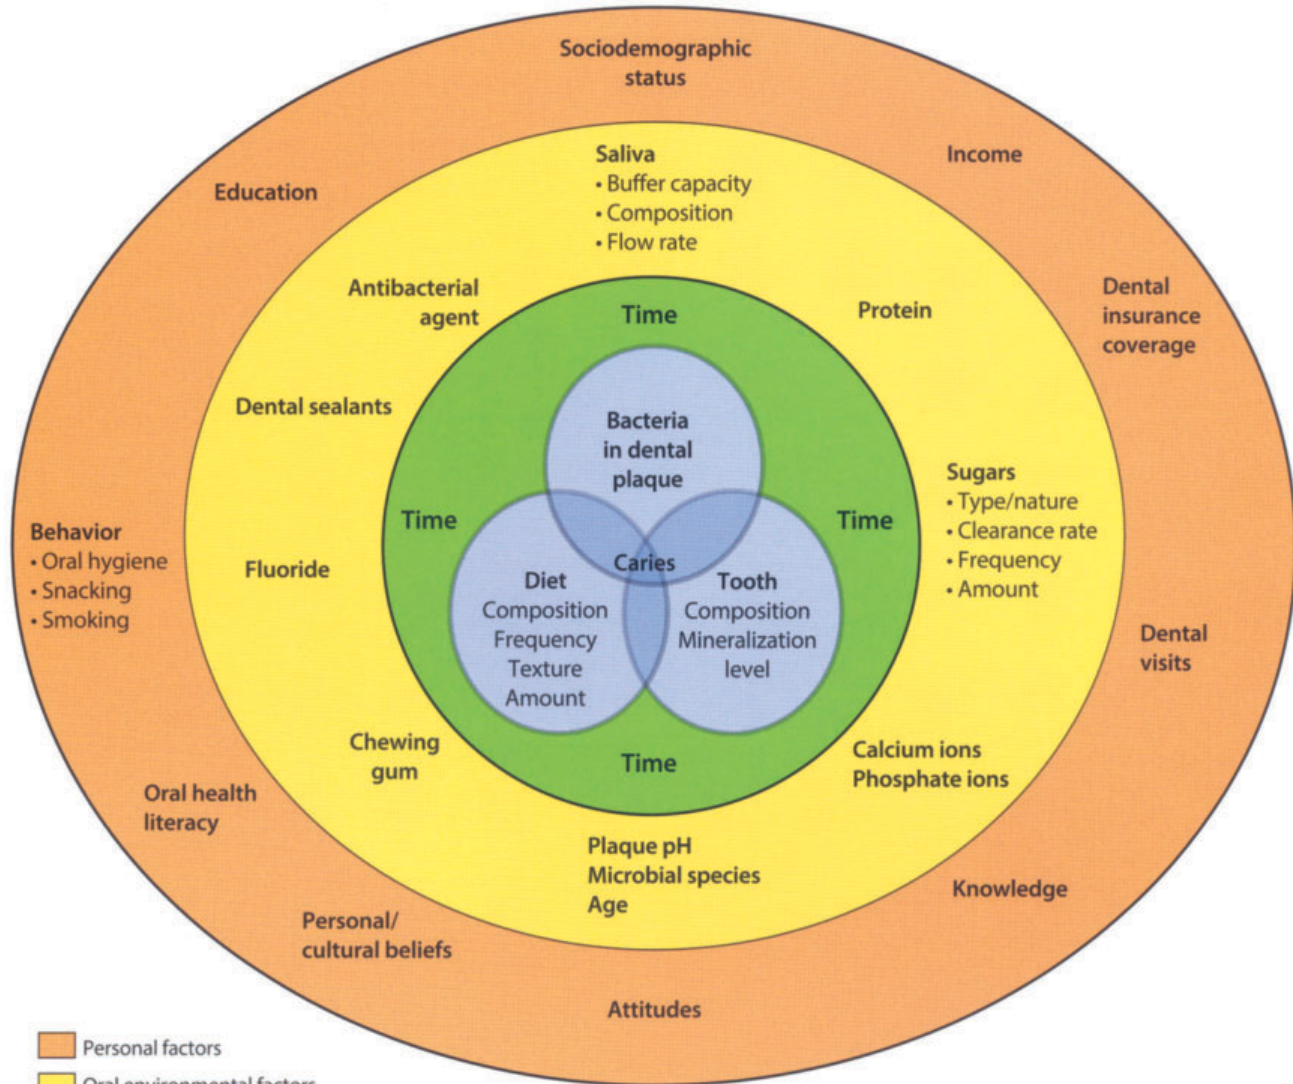 Sociodemographic
status
Income
Education
Dental
insurance
coverage
Behavior
• Oral hygiene
• Snacking
• Smoking
Dental
visits
Oral health
literacy
Knowledge
Personal/
cultural beliefs
Attitudes
Saliva
• Buffer capacity
• Composition
• Flow rate
Antibacterial
agent
Protein
Dental sealants
Sugars
• Type/nature
• Clearance rate
• Frequency
• Amount
Fluoride
Chewing
gum
Calcium ions
Phosphate ions
Plaque pH
Microbial species
Age
Time
Time
Time
Time
Bacteria
in dental
plaque
Caries
Diet
Composition
Frequency
Texture
Amount
Tooth
Composition
Mineralization
level
Personal factors
Oral environmental factors